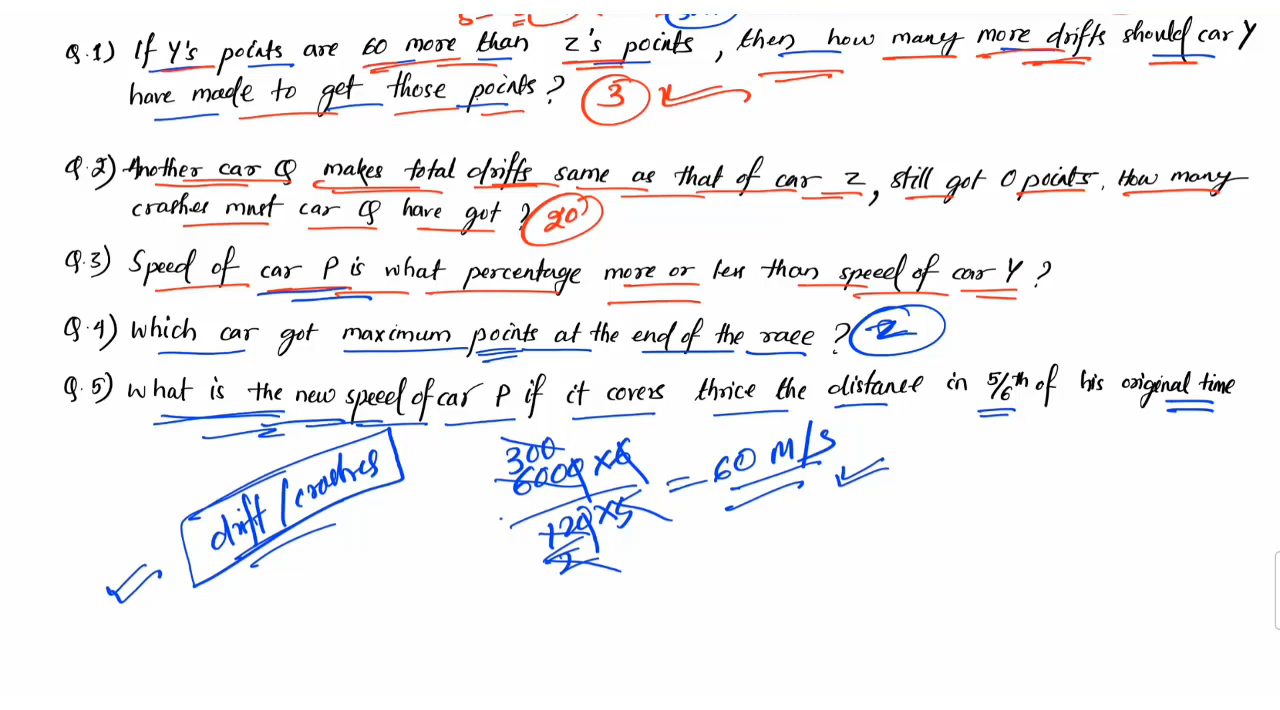 Q.1) If Y's points are 60 more than Z's points, then how many more drifts should car Y
have made to get those points? 3
Q.2) Another car Q makes total drifts same as that of car Z, still got 0 points. How many
crashes must car Q have got? 20
Q.3) Speed of car P is what percentage more or less than speed of car Y?
Q.4) Which car got maximum points at the end of the race? Z
Q.5) What is the new speed of car P if it covers thrice the distance in 5/6th of his original time
drift/crashes
300
6000 × 6
120 × 5
2
= 60 M/s